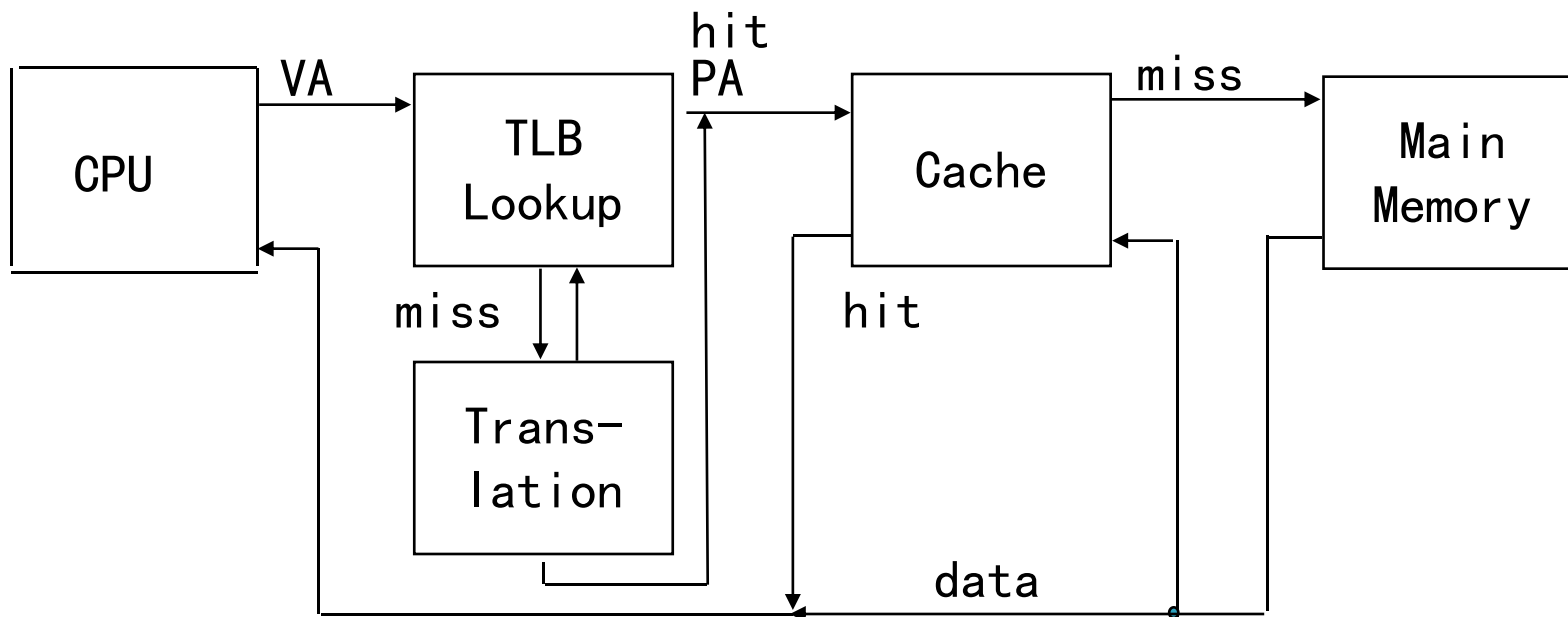 CPU
VA
TLB
Lookup
hit
PA
Cache
miss
Main
Memory
miss
hit
Trans-
lation
data